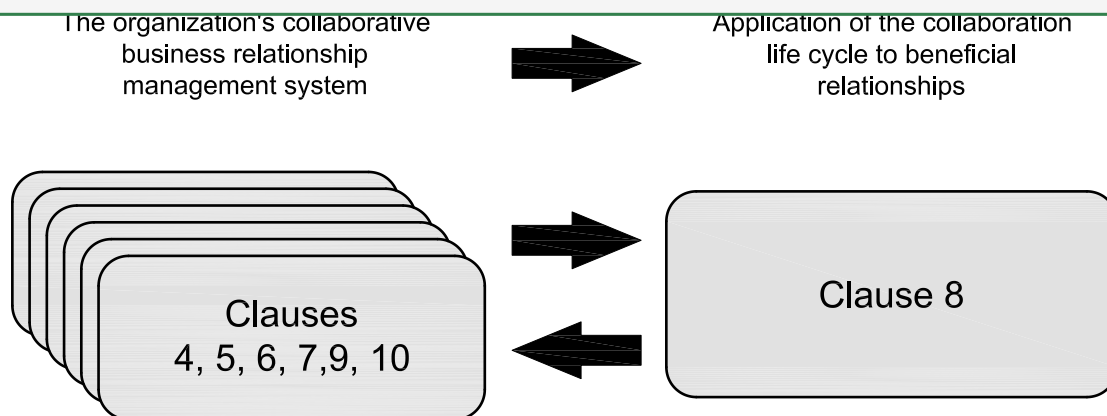 The organization's collaborative
business relationship
management system
Application of the collaboration
life cycle to beneficial
relationships
Clauses
4, 5, 6, 7,9, 10
Clause 8